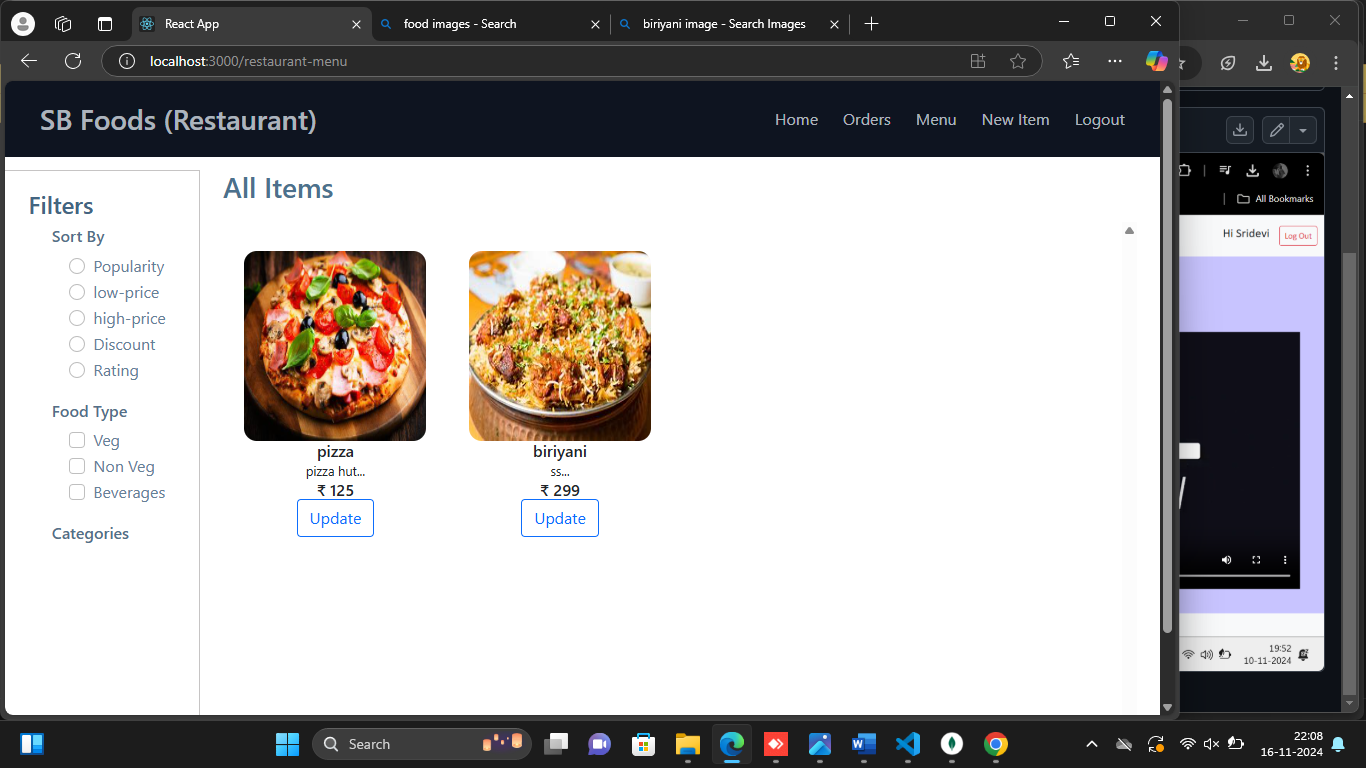 React App
food images - Search
biriyani image - Search Images
localhost:3000/restaurant-menu
SB Foods (Restaurant)
Home
Orders
Menu
New Item
Logout
All Bookmarks
Hi Sridevi
Log Out
Filters
Sort By
Popularity
low-price
high-price
Discount
Rating
Food Type
Veg
Non Veg
Beverages
Categories
All Items
pizza
pizza hut...
₹ 125
Update
biriyani
ss...
₹ 299
Update
19:52
10-11-2024
Search
22:08
16-11-2024